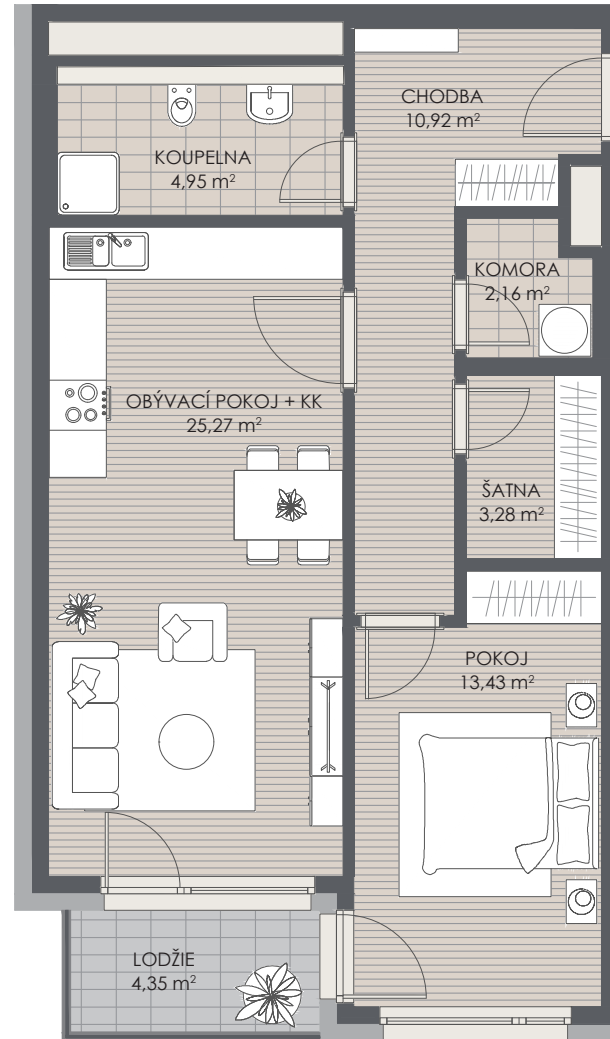 CHODBA
10,92 m²
KOUPELNA
4,95 m²
KOMORA
2,16 m²
OBÝVACÍ POKOJ + KK
25,27 m²
ŠATNA
3,28 m²
POKOJ
13,43 m²
LODŽIE
4,35 m²